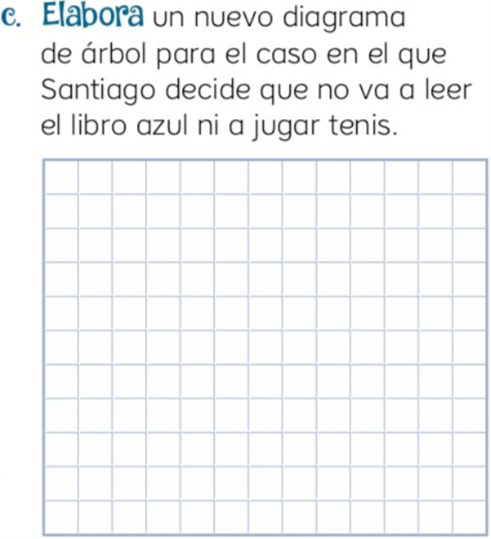 c. Elabora un nuevo diagrama
de árbol para el caso en el que
Santiago decide que no va a leer
el libro azul ni a jugar tenis.